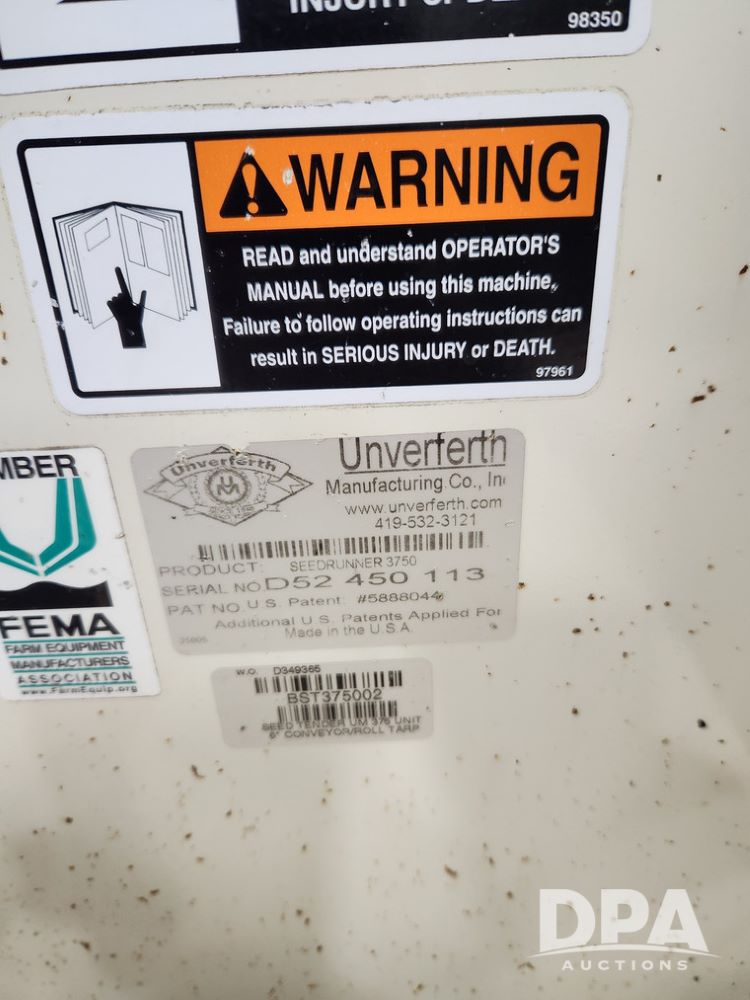 98350
WARNING
READ and understand OPERATOR'S
MANUAL before using this machine.
Failure to follow operating instructions can
result in SERIOUS INJURY or DEATH.
97961
MBER
FEMA
FARM EQUIPMENT
MANUFACTURERS
ASSOCIATION
www.FarmEquip.org
Unverferth
UM
Unverferth
Manufacturing Co., Inc
www.unverferth.com
419-532-3121
PRODUCT: SEEDRUNNER 3750
SERIAL NO. D52 450 113
PAT NO. U.S. Patent: #5888044
Additional U.S. Patents Applied For
Made in the U.S.A.
W.O. D349365
BST375002
SEED TENDER UM 375 UNIT
6" CONVEYOR/ROLL TARP
DPA
AUCTIONS